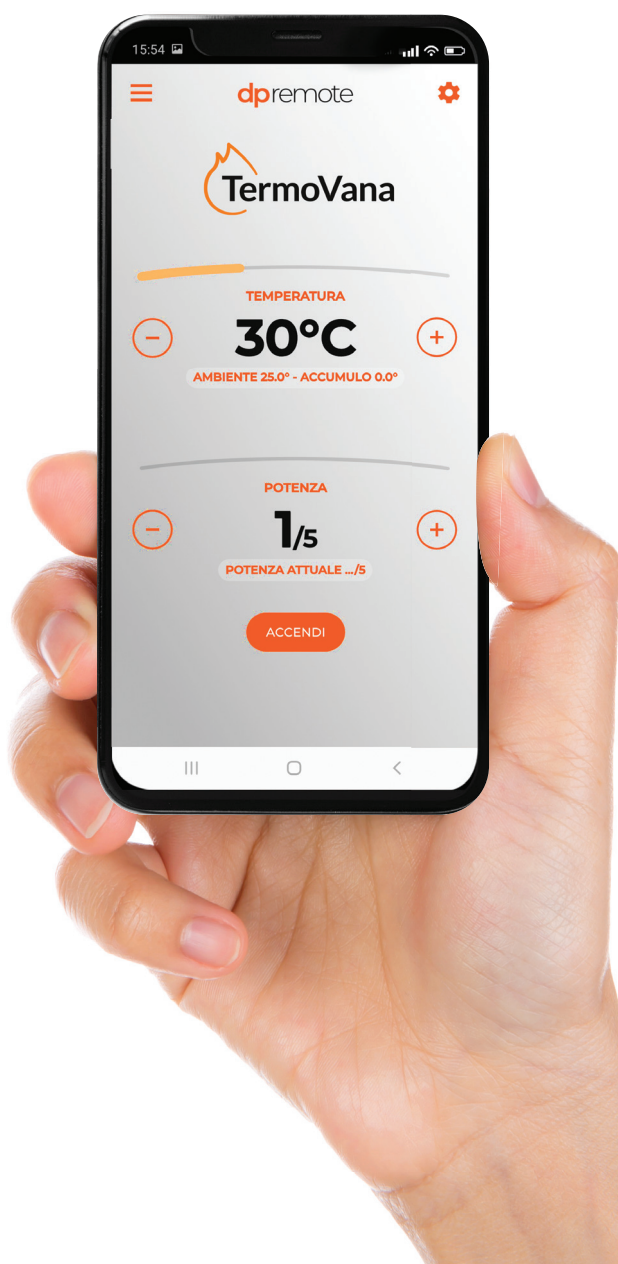 15:54
dpremote
TermoVana
TEMPERATURA
30°C
AMBIENTE 25.0° - ACCUMULO 0.0°
POTENZA
1/5
POTENZA ATTUALE .../5
ACCENDI